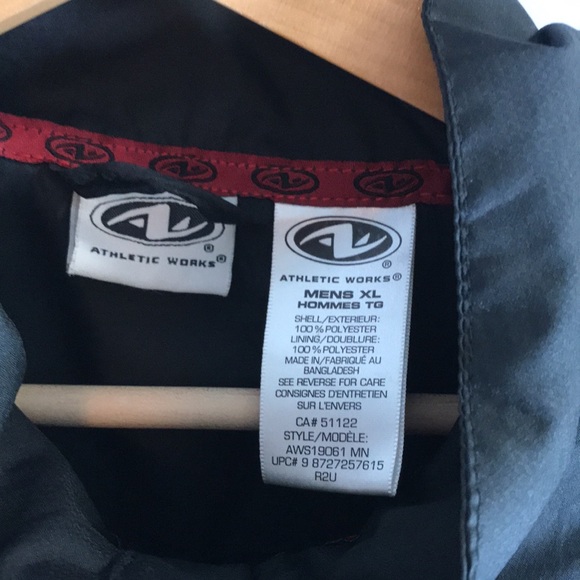 ATHLETIC WORKS®
ATHLETIC WORKS®
MENS XL
HOMMES TG
SHELL/EXTERIEUR:
100% POLYESTER
LINING/DOUBLURE:
100% POLYESTER
MADE IN/FABRIQUÉ AU
BANGLADESH
SEE REVERSE FOR CARE
CONSIGNES D'ENTRETIEN
SUR L'ENVERS
CA# 51122
STYLE/MODÈLE:
AWS19061 MN
UPC# 9 8727257615
R2U